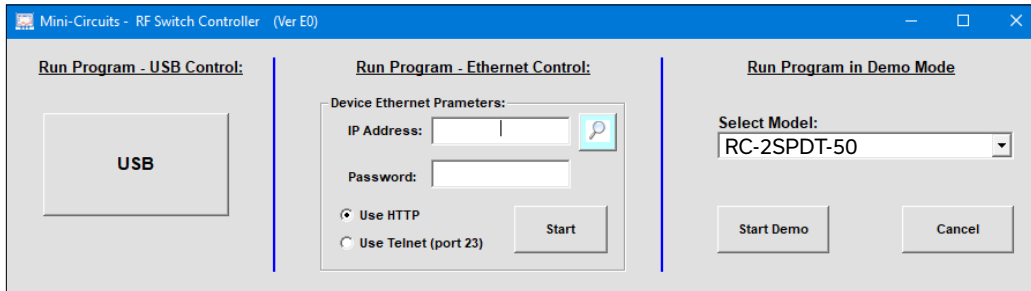 Mini-Circuits - RF Switch Controller (Ver E0)
Run Program - USB Control:
USB
Run Program - Ethernet Control:
Device Ethernet Prameters:
IP Address:
Password:
Use HTTP
Use Telnet (port 23)
Start
Run Program in Demo Mode
Select Model:
RC-2SPDT-50
Start Demo
Cancel